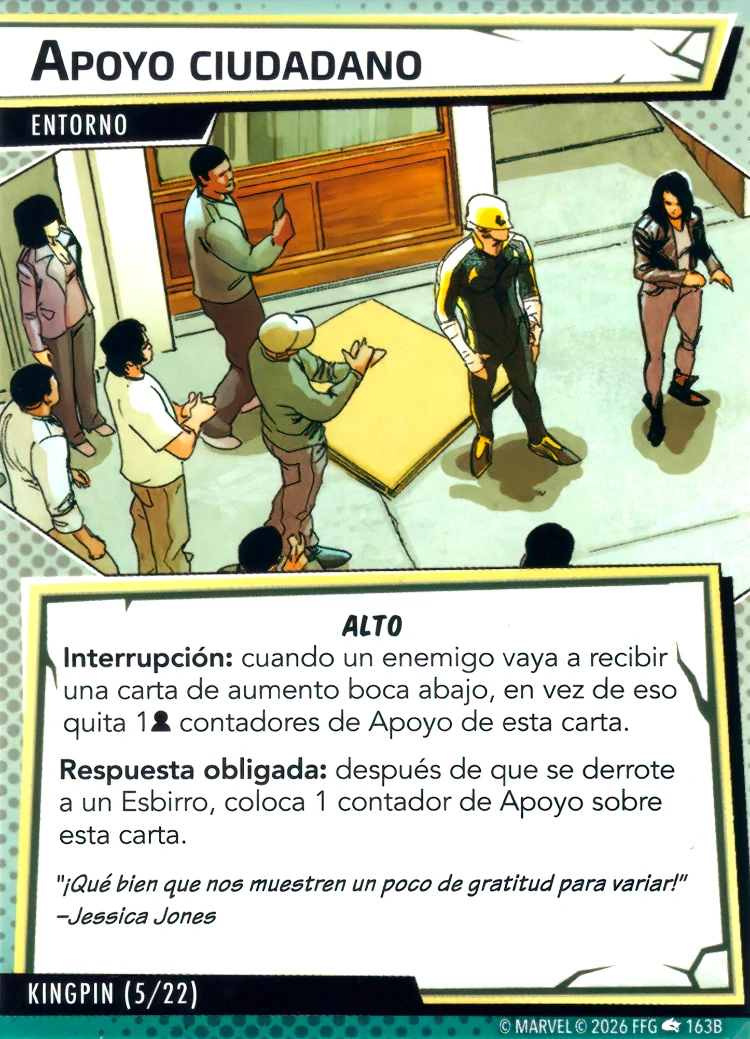 APOYO CIUDADANO
ENTORNO
ALTO
Interrupción: cuando un enemigo vaya a recibir
una carta de aumento boca abajo, en vez de eso
quita 1 contadores de Apoyo de esta carta.
Respuesta obligada: después de que se derrote
a un Esbirro, coloca 1 contador de Apoyo sobre
esta carta.
"¡Qué bien que nos muestren un poco de gratitud para variar!"
–Jessica Jones
KINGPIN (5/22)
© MARVEL © 2026 FFG 163B